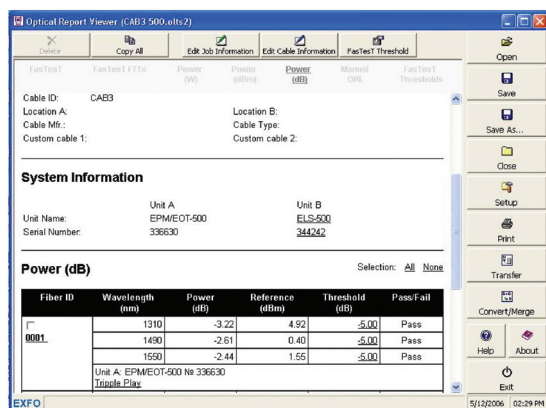 Optical Report Viewer (CAB3 500.olts2)
Delete Copy All Edit Job Information Edit Cable Information FasTesT Threshold
FasTesT FasTesT FTTx Power (W) Power (dBm) Power (dB) Manual ORL FasTesT Thresholds
Cable ID: CAB3
Location A: Location B:
Cable Mfr.: Cable Type:
Custom cable 1: Custom cable 2:
System Information
Unit A Unit B
Unit Name: EPM/EOT-500 ELS-500
Serial Number: 336630 344242
Power (dB) Selection: All None
Fiber ID Wavelength (nm) Power (dB) Reference (dBm) Threshold (dB) Pass/Fail
1310 -3.22 4.92 -5.00 Pass
0001 1490 -2.61 0.40 -5.00 Pass
1550 -2.44 1.55 -5.00 Pass
Unit A: EPM/EOT-500 № 336630
Tripple Play
Open
Save
Save As...
Close
Setup
Print
Transfer
Convert/Merge
Help About
Exit
EXFO 5/12/2006 02:29 PM